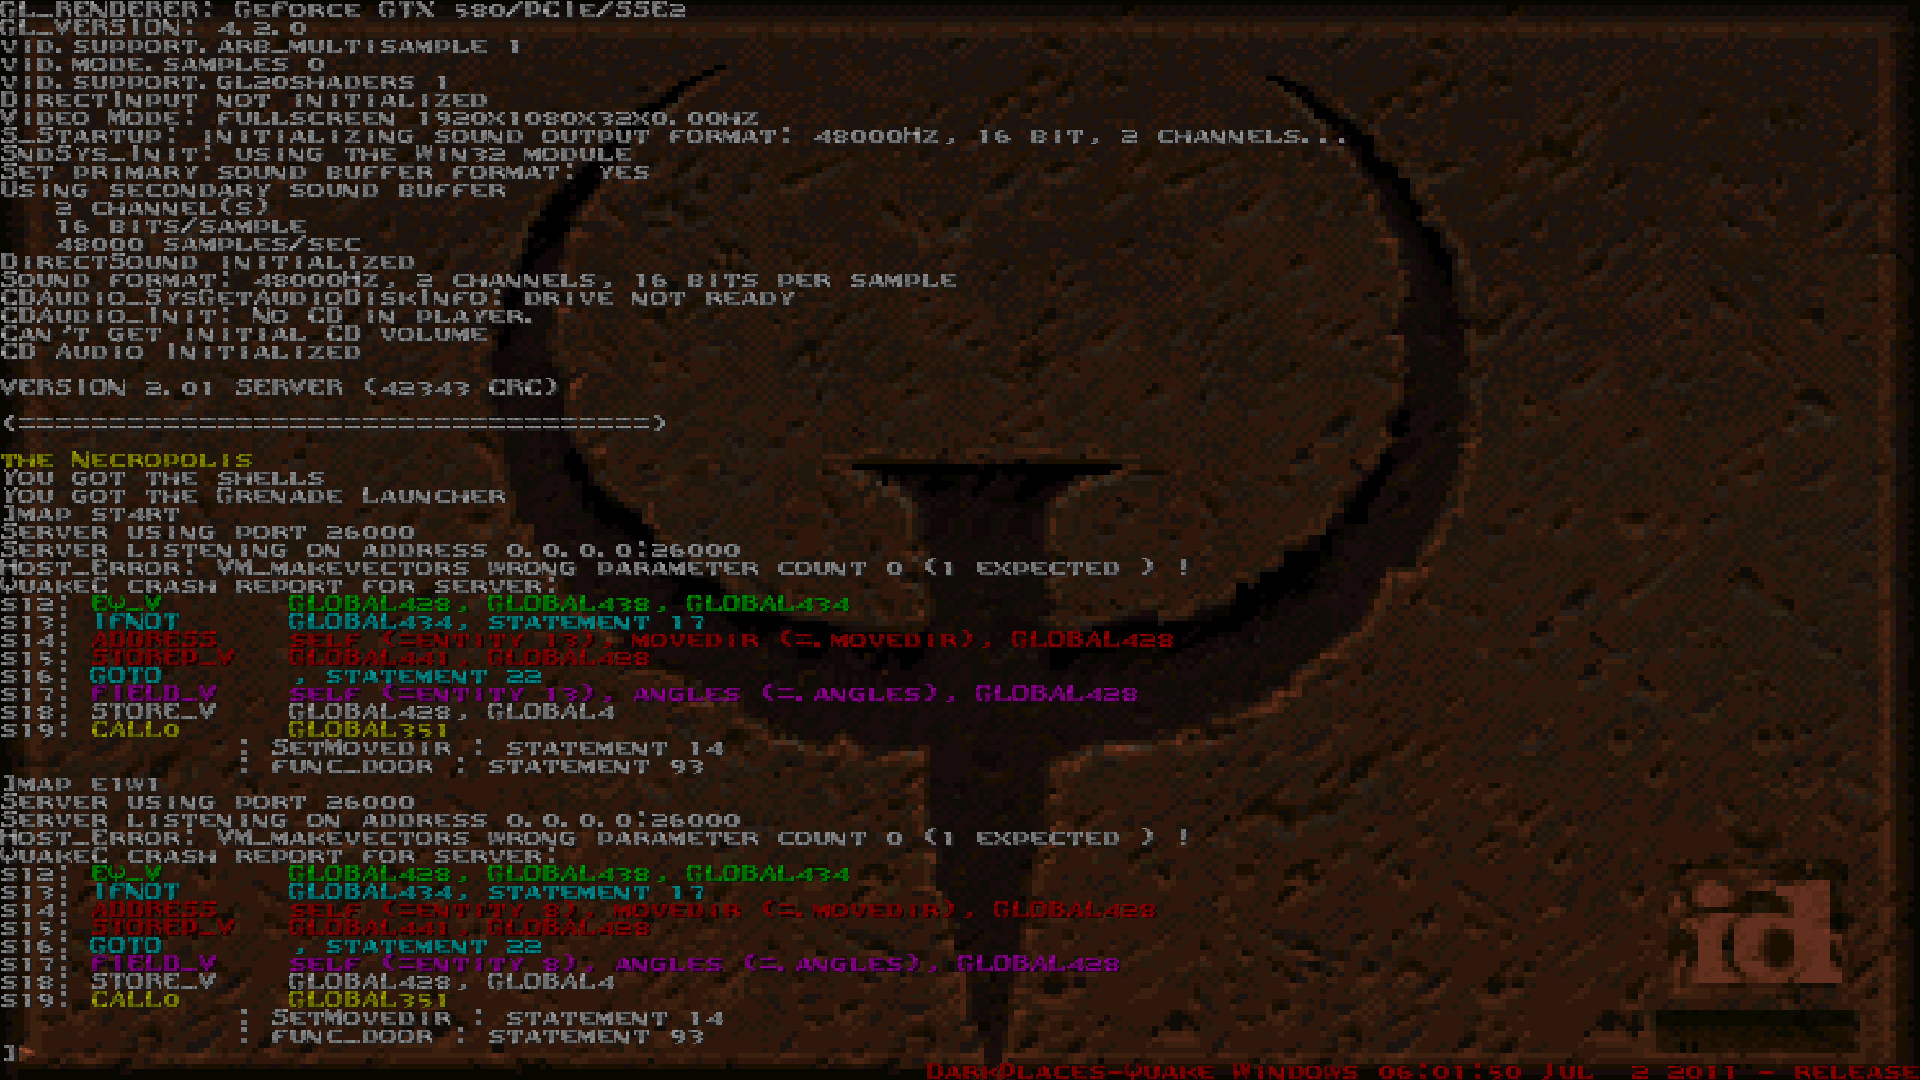 GL_RENDERER: GeForce GTX 580/PCIe/SSE2
GL_VERSION: 4.2.0
vid.support.arb_multisample 1
vid.mode.samples 0
vid.support.gl20shaders 1
DirectInput not initialized
Video Mode: fullscreen 1920x1080x32x0.00hz
S_Startup: initializing sound output format: 48000Hz, 16 bit, 2 channels...
SndSys_Init: using the Win32 module
Set primary sound buffer format: yes
Using secondary sound buffer
2 channel(s)
16 bits/sample
48000 samples/sec
DirectSound initialized
Sound format: 48000Hz, 2 channels, 16 bits per sample
CDAudio_SysGetAudioDiskInfo: drive not ready
CDAudio_Init: No CD in player.
Can't get initial CD volume
CD Audio Initialized
VERSION 2.01 SERVER (42343 CRC)
<===================================>
the Necropolis
You got the shells
You got the Grenade Launcher
]map st4rt
Server using port 26000
Server listening on address 0.0.0.0:26000
Host_Error: VM_makevectors wrong parameter count 0 (1 expected ) !
QuakeC crash report for server:
s12: EQ_V GLOBAL428, GLOBAL438, GLOBAL434
s13: IFNOT GLOBAL434, statement 17
s14: ADDRESS self (=entity 13), movedir (=.movedir), GLOBAL428
s15: STOREP_V GLOBAL441, GLOBAL428
s16: GOTO , statement 22
s17: FIELD_V self (=entity 13), angles (=.angles), GLOBAL428
s18: STORE_V GLOBAL428, GLOBAL4
s19: CALL0 GLOBAL351
: SetMovedir : statement 14
: func_door : statement 93
]map e1w1
Server using port 26000
Server listening on address 0.0.0.0:26000
Host_Error: VM_makevectors wrong parameter count 0 (1 expected ) !
QuakeC crash report for server:
s12: EQ_V GLOBAL428, GLOBAL438, GLOBAL434
s13: IFNOT GLOBAL434, statement 17
s14: ADDRESS self (=entity 8), movedir (=.movedir), GLOBAL428
s15: STOREP_V GLOBAL441, GLOBAL428
s16: GOTO , statement 22
s17: FIELD_V self (=entity 8), angles (=.angles), GLOBAL428
s18: STORE_V GLOBAL428, GLOBAL4
s19: CALL0 GLOBAL351
: SetMovedir : statement 14
: func_door : statement 93
]
id
DarkPlaces-Quake Windows 06:01:50 Jul 2 2011 - release